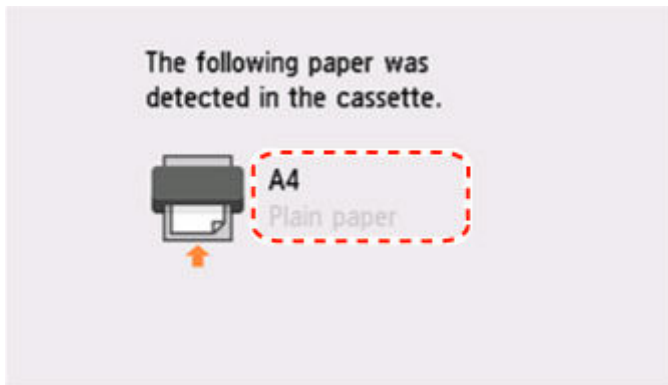 The following paper was
detected in the cassette.
A4
Plain paper